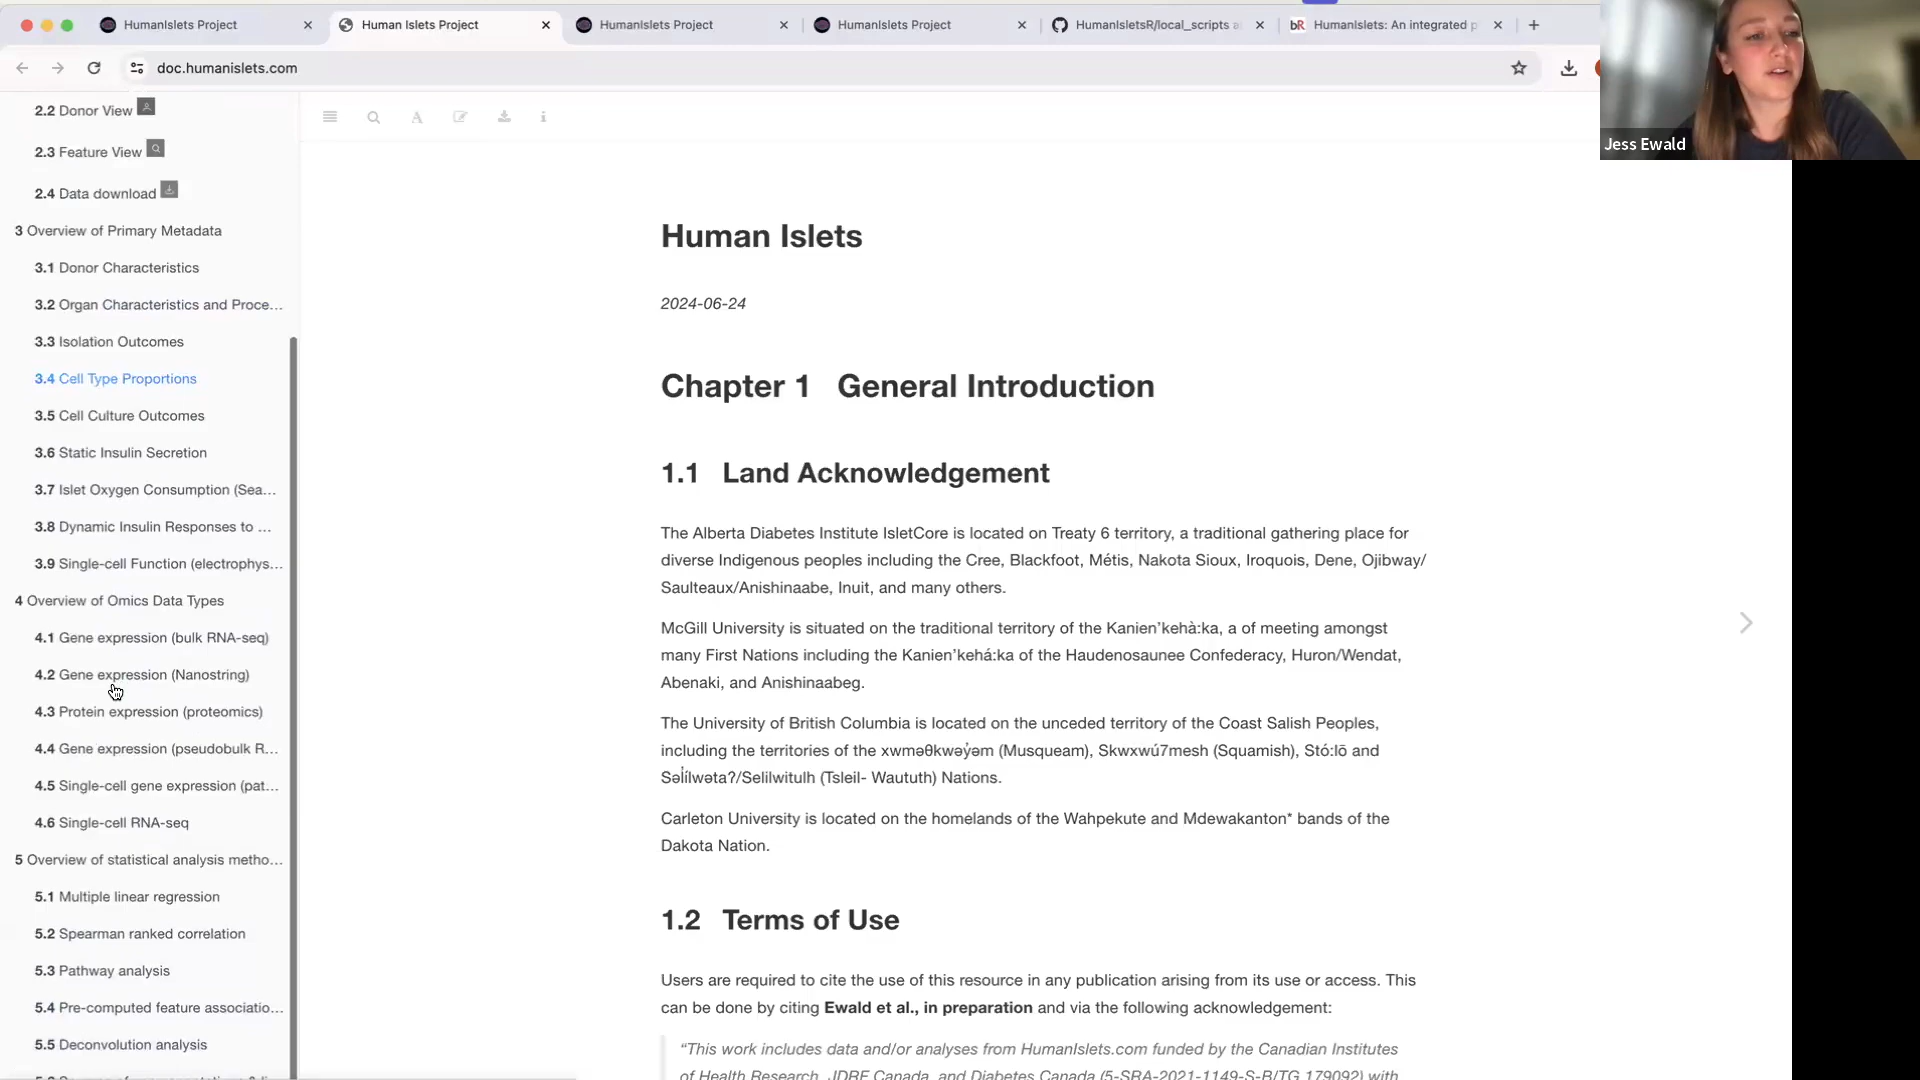 HumanIslets Project
Human Islets Project
HumanIslets Project
HumanIslets Project
HumanIsletsR/local_scripts a
bR HumanIslets: An integrated p
doc.humanislets.com
Jess Ewald
2.2 Donor View
2.3 Feature View
2.4 Data download
3 Overview of Primary Metadata
3.1 Donor Characteristics
3.2 Organ Characteristics and Proce...
3.3 Isolation Outcomes
3.4 Cell Type Proportions
3.5 Cell Culture Outcomes
3.6 Static Insulin Secretion
3.7 Islet Oxygen Consumption (Sea...
3.8 Dynamic Insulin Responses to ...
3.9 Single-cell Function (electrophys...
4 Overview of Omics Data Types
4.1 Gene expression (bulk RNA-seq)
4.2 Gene expression (Nanostring)
4.3 Protein expression (proteomics)
4.4 Gene expression (pseudobulk R...
4.5 Single-cell gene expression (pat...
4.6 Single-cell RNA-seq
5 Overview of statistical analysis metho...
5.1 Multiple linear regression
5.2 Spearman ranked correlation
5.3 Pathway analysis
5.4 Pre-computed feature associatio...
5.5 Deconvolution analysis
Human Islets
2024-06-24
Chapter 1 General Introduction
1.1 Land Acknowledgement
The Alberta Diabetes Institute IsletCore is located on Treaty 6 territory, a traditional gathering place for
diverse Indigenous peoples including the Cree, Blackfoot, Métis, Nakota Sioux, Iroquois, Dene, Ojibway/
Saulteaux/Anishinaabe, Inuit, and many others.
McGill University is situated on the traditional territory of the Kanien’kehà:ka, a of meeting amongst
many First Nations including the Kanien’kehá:ka of the Haudenosaunee Confederacy, Huron/Wendat,
Abenaki, and Anishinaabeg.
The University of British Columbia is located on the unceded territory of the Coast Salish Peoples,
including the territories of the xwməθkwəy̓əm (Musqueam), Skwxwú7mesh (Squamish), Stó:lō and
Səl̓ílwətaʔ/Selilwitulh (Tsleil- Waututh) Nations.
Carleton University is located on the homelands of the Wahpekute and Mdewakanton* bands of the
Dakota Nation.
1.2 Terms of Use
Users are required to cite the use of this resource in any publication arising from its use or access. This
can be done by citing Ewald et al., in preparation and via the following acknowledgement:
“This work includes data and/or analyses from HumanIslets.com funded by the Canadian Institutes
of Health Research, JDRF Canada, and Diabetes Canada (5-SRA-2021-1149-S-B/TG 179092) with